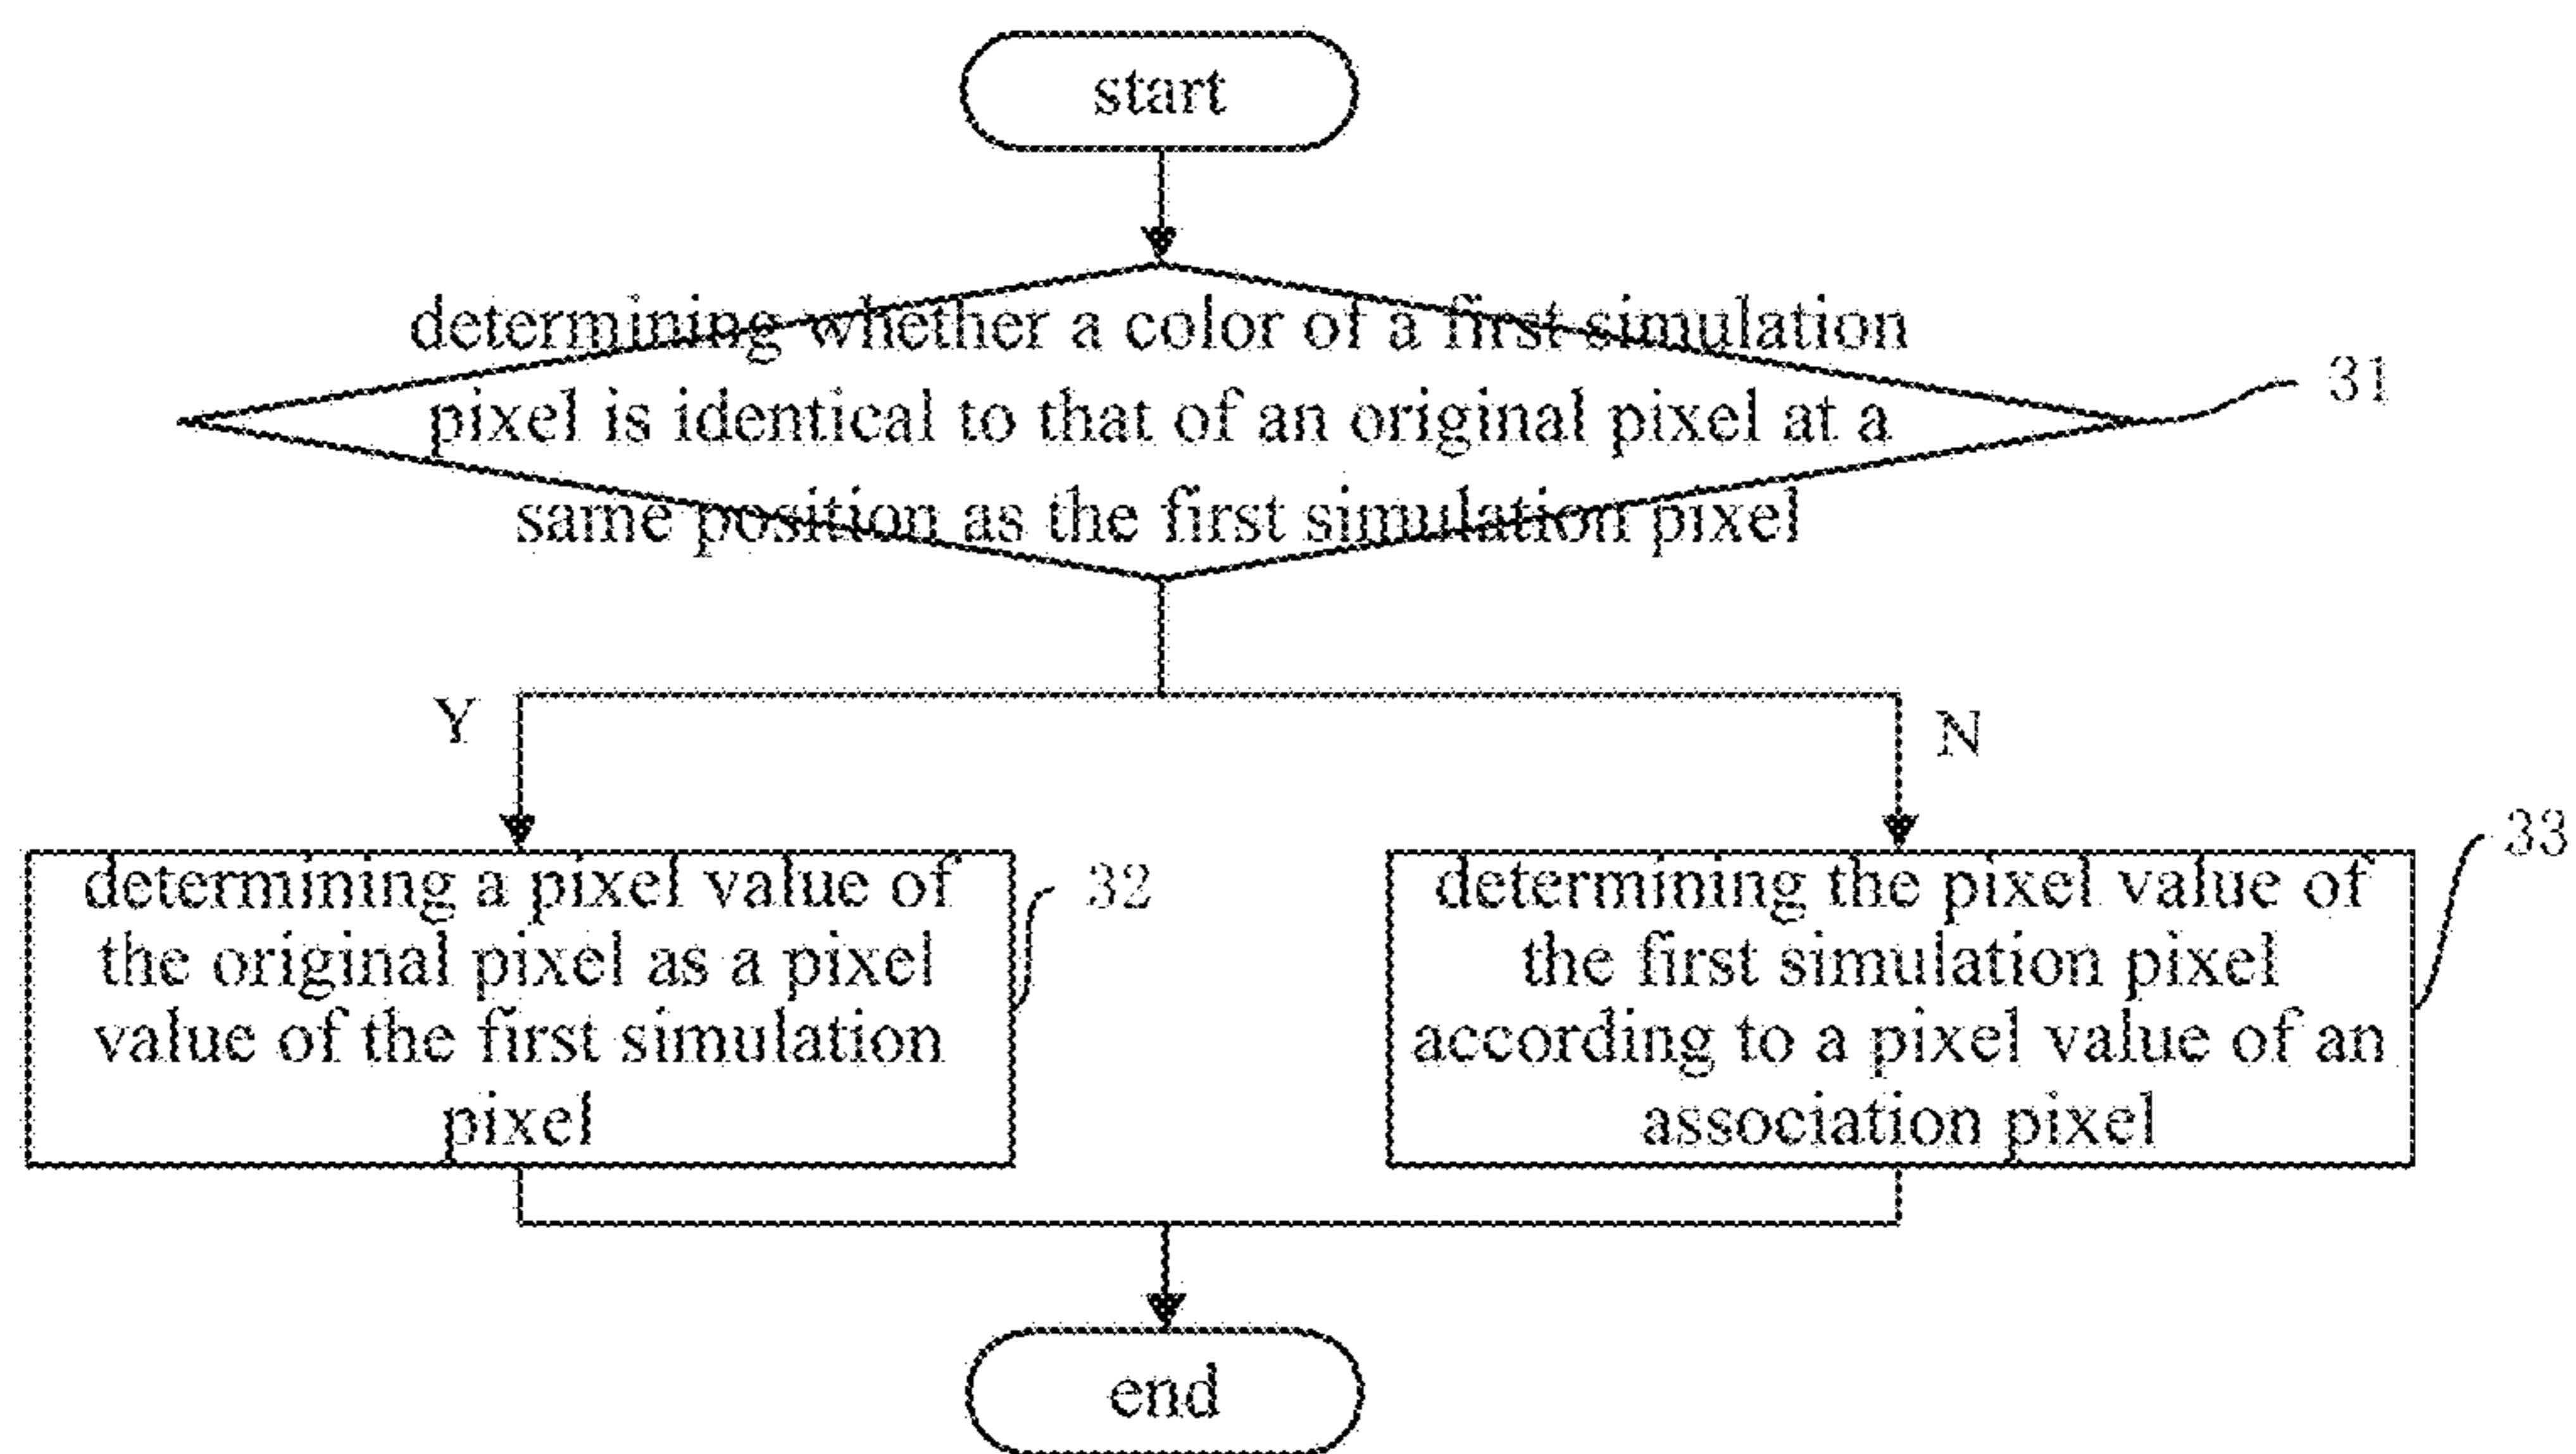 start
determining whether a color of a first simulation
pixel is identical to that of an original pixel at a
same position as the first simulation pixel
31
Y
N
determining a pixel value of
the original pixel as a pixel
value of the first simulation
pixel
32
determining the pixel value of
the first simulation pixel
according to a pixel value of an
association pixel
33
end